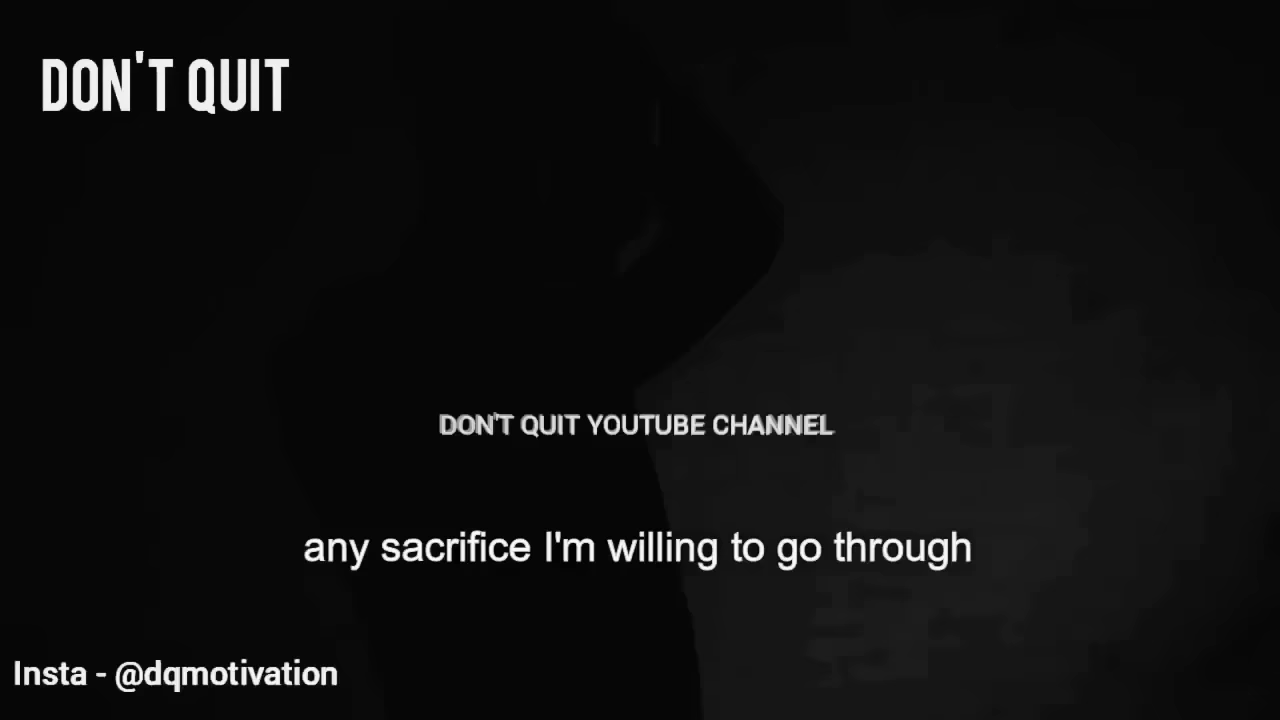 DON'T QUIT
DON'T QUIT YOUTUBE CHANNEL
any sacrifice I'm willing to go through
Insta - @dqmotivation